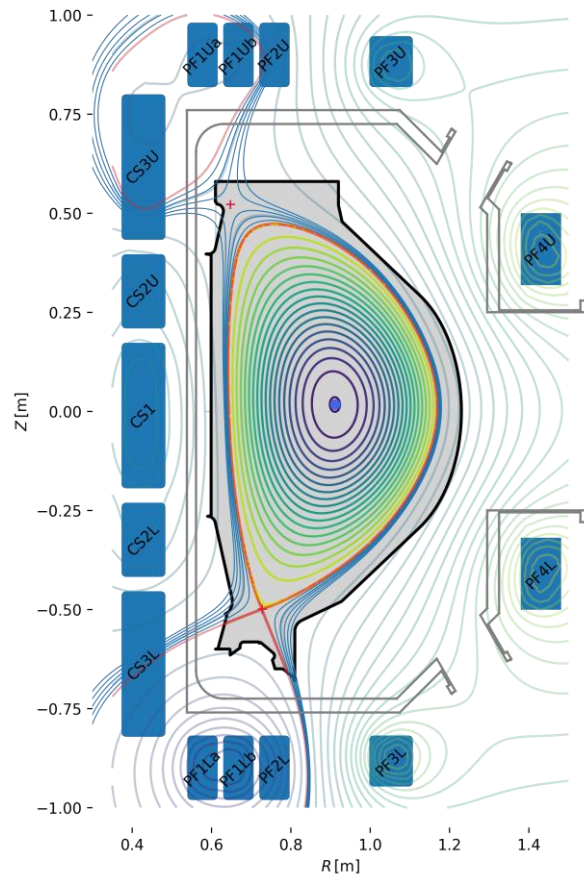 1.00
0.75
0.50
0.25
0.00
−0.25
−0.50
−0.75
−1.00
Z [m]
0.4 0.6 0.8 1.0 1.2 1.4
R [m]
PF1Ua PF1Ub PF2U PF3U
CS3U
PF4U
CS2U
CS1
CS2L
PF4L
CS3L
PF1La PF1Lb PF2L PF3L